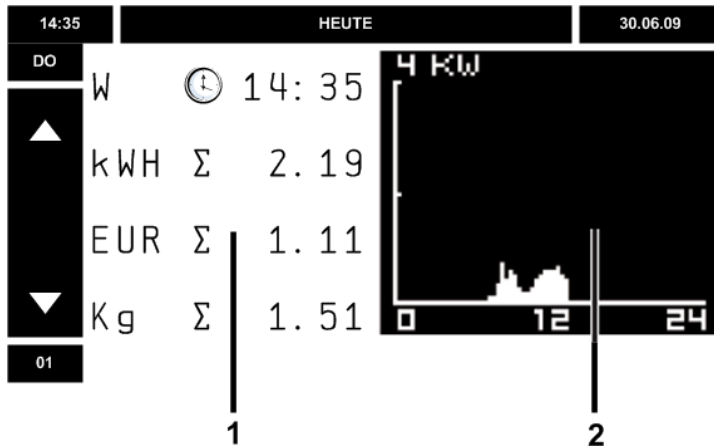 14:35 HEUTE 30.06.09
DO
4 KW
W 14:35
kWH Σ 2.19
EUR Σ 1.11
Kg Σ 1.51
0 12 24
01
1 2